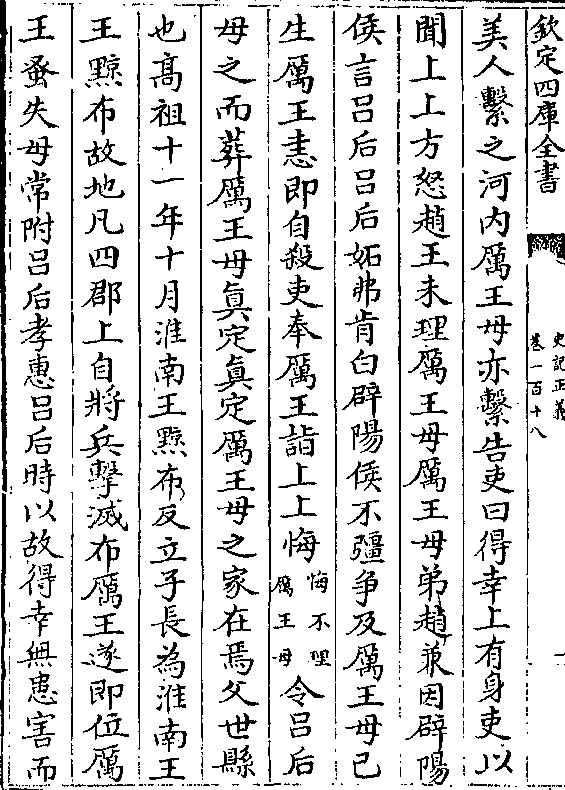 欽定四庫全書
史記正義
卷一百十八
一
美人繫之河内厲王母亦繫告吏曰得幸上有身吏以
聞上上方怒趙王未理厲王母厲王母弟趙兼因辟陽
侯言吕后吕后妬弗肯白辟陽侯不彊争及厲王母已
生厲王恚即自殺吏奉厲王詣上上悔悔不理厲王母令吕后
母之而葬厲王母真定真定厲王母之家在焉父世縣
也髙祖十一年十月淮南王黥布反立子長為淮南王
王黥布故地凡四郡上自將兵擊滅布厲王遂即位厲
王蚤失母常附吕后孝惠吕后時以故得幸無患害而